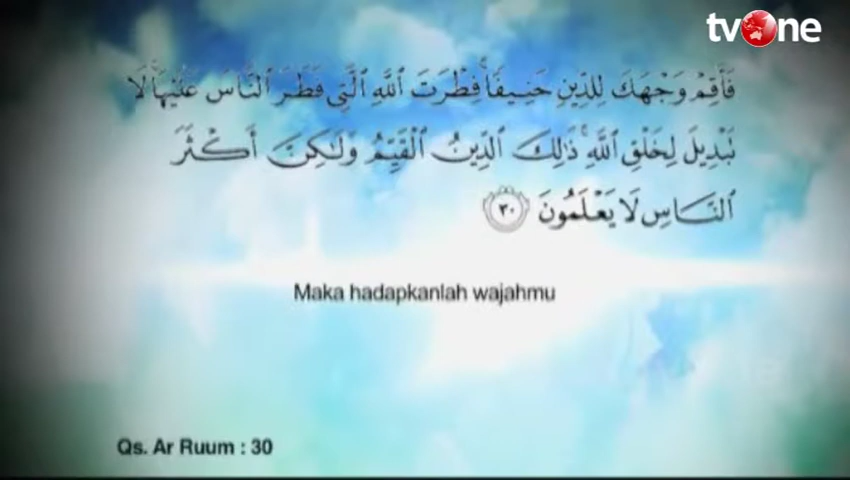 tvOne
فَأَقِمْ وَجْهَكَ لِلدِّينِ حَنِيفًا ۚ فِطْرَتَ ٱللَّهِ ٱلَّتِى فَطَرَ ٱلنَّاسَ عَلَيْهَا ۚ لَا
تَبْدِيلَ لِخَلْقِ ٱللَّهِ ۚ ذَٰلِكَ ٱلدِّينُ ٱلْقَيِّمُ وَلَٰكِنَّ أَكْثَرَ
ٱلنَّاسِ لَا يَعْلَمُونَ ٣٠
Maka hadapkanlah wajahmu
Qs. Ar Ruum : 30